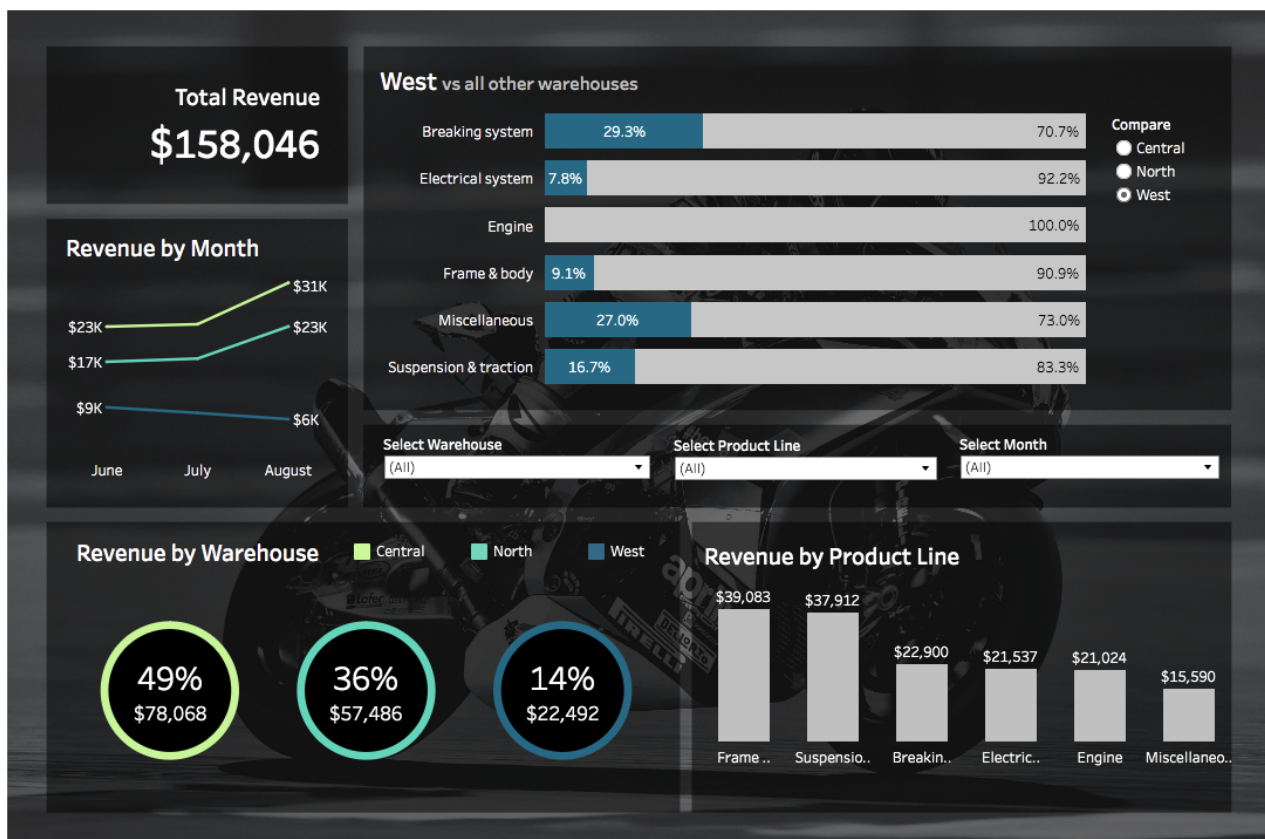 Total Revenue
$158,046
West vs all other warehouses
Breaking system 29.3% 70.7%
Electrical system 7.8% 92.2%
Engine 100.0%
Frame & body 9.1% 90.9%
Miscellaneous 27.0% 73.0%
Suspension & traction 16.7% 83.3%
Compare
Central
North
West
Revenue by Month
$31K
$23K $23K
$17K
$9K
$6K
June July August
Select Warehouse Select Product Line Select Month
(All) (All) (All)
Revenue by Warehouse Central North West
49% 36% 14%
$78,068 $57,486 $22,492
Revenue by Product Line
$39,083 $37,912 $22,900 $21,537 $21,024 $15,590
Frame .. Suspensio.. Breakin.. Electric.. Engine Miscellaneo..
PIRELLI
DELLORTO